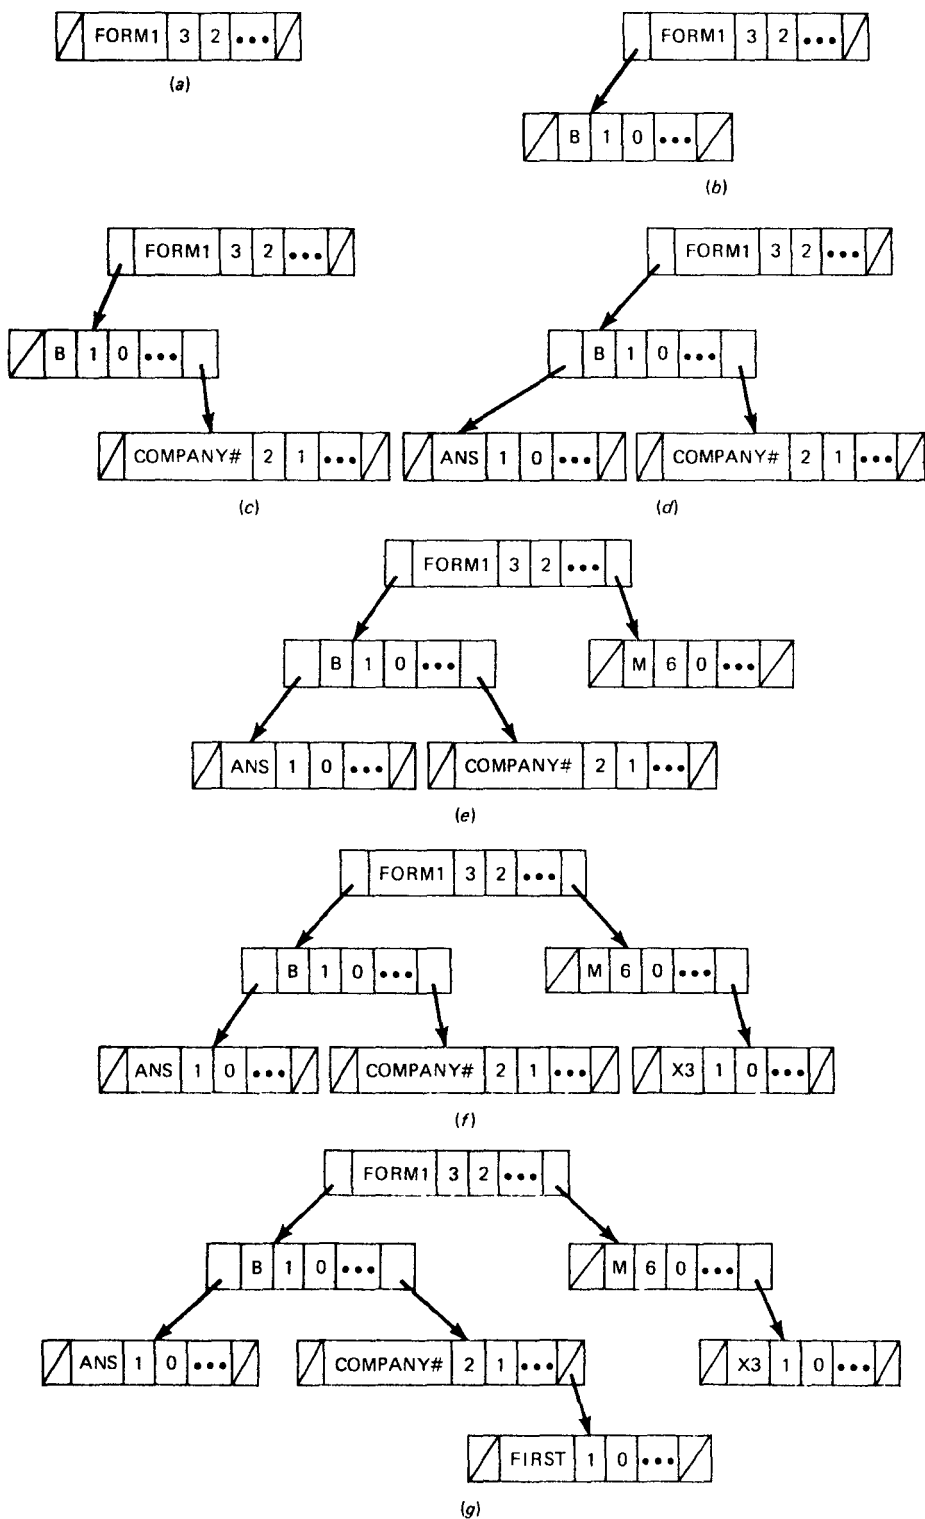 FORM1 3 2 ••• FORM1 3 2 •••
(a)
B 1 0 •••
(b)
FORM1 3 2 ••• FORM1 3 2 •••
B 1 0 ••• B 1 0 •••
COMPANY# 2 1 ••• ANS 1 0 ••• COMPANY# 2 1 •••
(c) (d)
FORM1 3 2 •••
B 1 0 ••• M 6 0 •••
ANS 1 0 ••• COMPANY# 2 1 •••
(e)
FORM1 3 2 •••
B 1 0 ••• M 6 0 •••
ANS 1 0 ••• COMPANY# 2 1 ••• X3 1 0 •••
(f)
FORM1 3 2 •••
B 1 0 ••• M 6 0 •••
ANS 1 0 ••• COMPANY# 2 1 ••• X3 1 0 •••
FIRST 1 0 •••
(g)